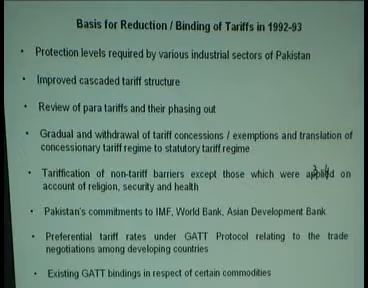 Basis for Reduction / Binding of Tariffs in 1992-93
• Protection levels required by various industrial sectors of Pakistan
• Improved cascaded tariff structure
• Review of para tariffs and their phasing out
• Gradual and withdrawal of tariff concessions / exemptions and translation of
concessionary tariff regime to statutory tariff regime
• Tariffication of non-tariff barriers except those which were applied on
account of religion, security and health
• Pakistan's commitments to IMF, World Bank, Asian Development Bank
• Preferential tariff rates under GATT Protocol relating to the trade
negotiations among developing countries
• Existing GATT bindings in respect of certain commodities